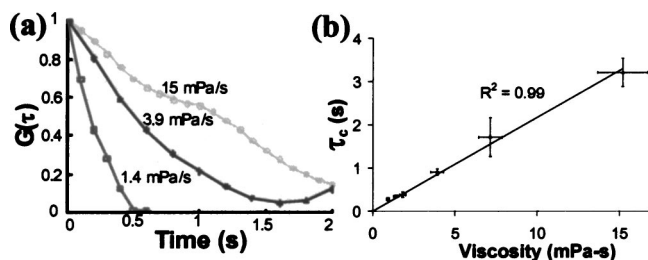 (a)
1
0.8
0.6
0.4
0.2
0
G(τ)
15 mPa/s
3.9 mPa/s
1.4 mPa/s
0 0.5 1 2
Time (s)
(b)
4
3
2
1
0
τc (s)
R² = 0.99
0 5 10 15
Viscosity (mPa-s)